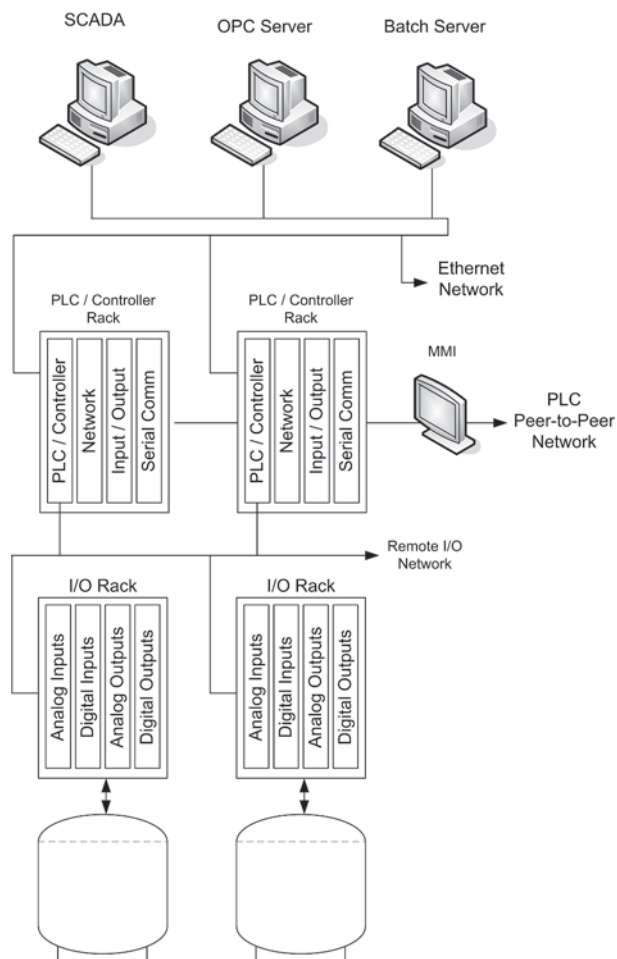 SCADA
OPC Server
Batch Server
Ethernet
Network
PLC / Controller
Rack
PLC / Controller
Rack
MMI
PLC / Controller
Network
Input / Output
Serial Comm
PLC / Controller
Network
Input / Output
Serial Comm
PLC
Peer-to-Peer
Network
Remote I/O
Network
I/O Rack
I/O Rack
Analog Inputs
Digital Inputs
Analog Outputs
Digital Outputs
Analog Inputs
Digital Inputs
Analog Outputs
Digital Outputs